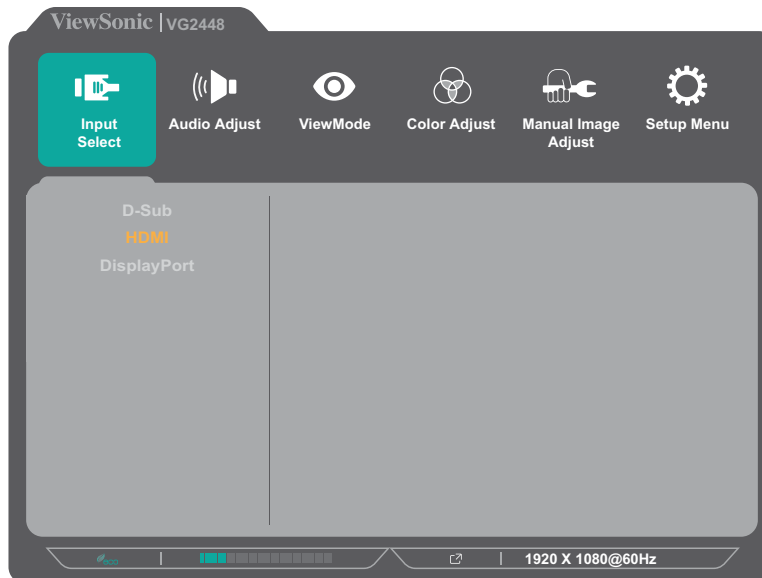 ViewSonic | VG2448
Input Select
Audio Adjust
ViewMode
Color Adjust
Manual Image Adjust
Setup Menu
D-Sub
HDMI
DisplayPort
eco
1920 X 1080@60Hz